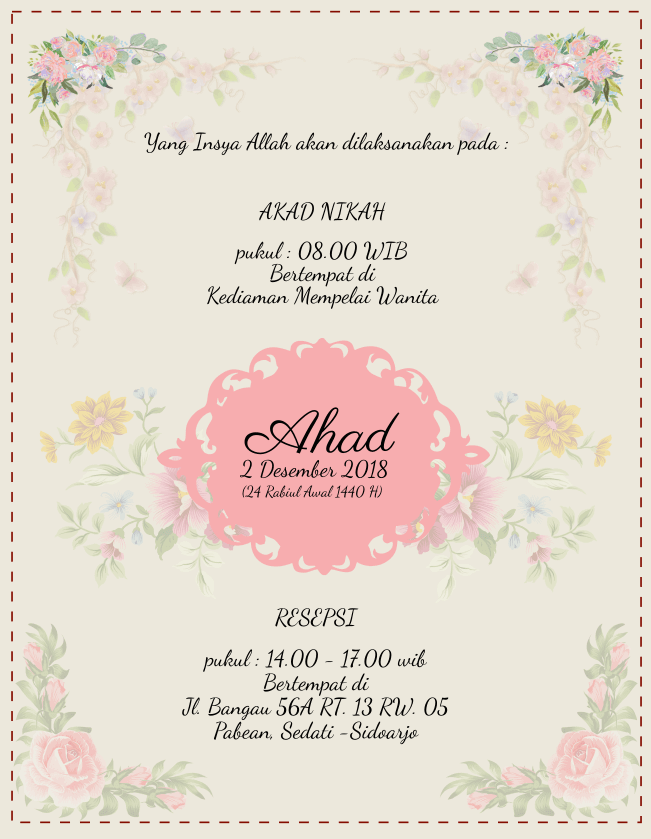 Yang Insya Allah akan dilaksanakan pada :
AKAD NIKAH
pukul : 08.00 WIB
Bertempat di
Kediaman Mempelai Wanita
Ahad
2 Desember 2018
(24 Rabiul Awal 1440 H)
RESEPSI
pukul : 14.00 - 17.00 wib
Bertempat di
Jl. Bangau 56A RT. 13 RW. 05
Pabean, Sedati -Sidoarjo